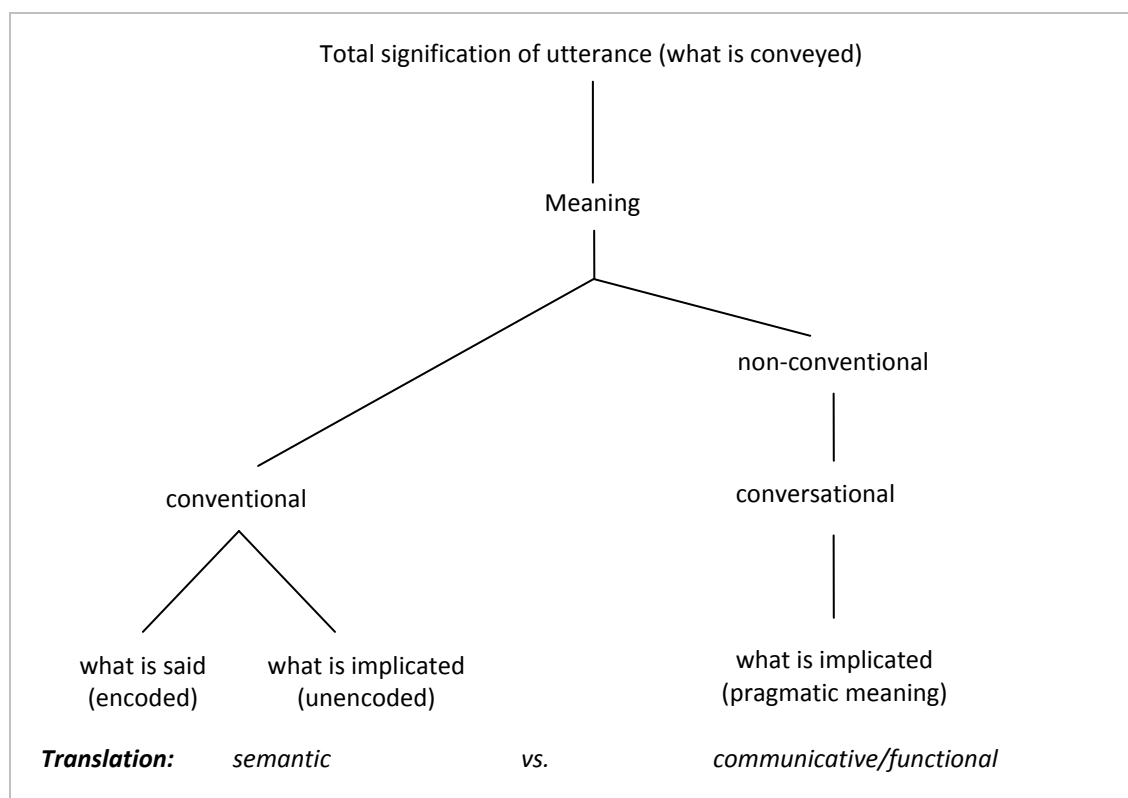 Total signification of utterance (what is conveyed)
Meaning
non-conventional
conventional
conversational
what is said
(encoded)
what is implicated
(unencoded)
what is implicated
(pragmatic meaning)
Translation: semantic vs. communicative/functional